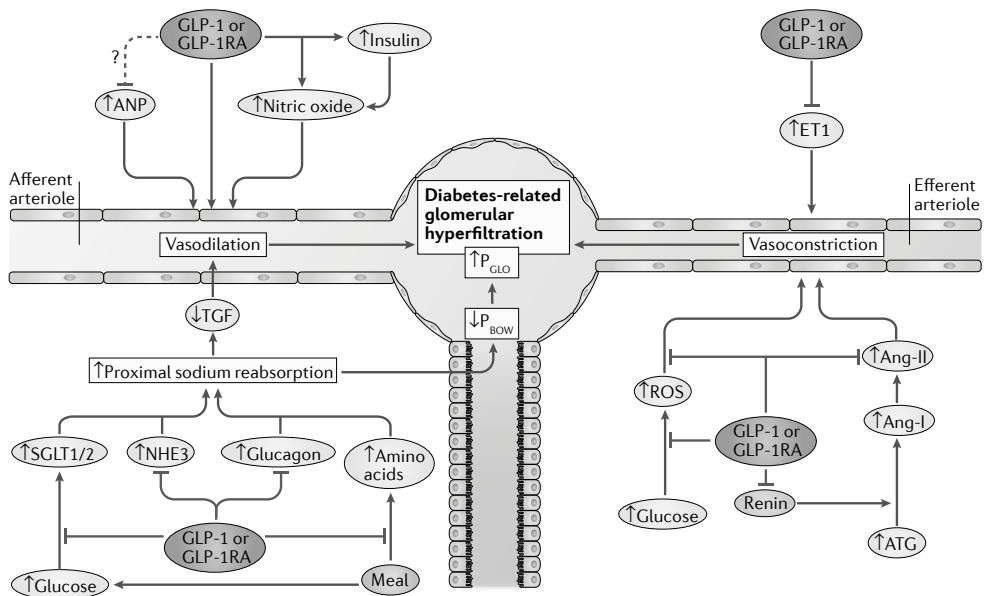 GLP-1 or
GLP-1RA
↑Insulin
?
↑ANP
↑Nitric oxide
GLP-1 or
GLP-1RA
↑ET1
Afferent
arteriole
Efferent
arteriole
Diabetes-related
glomerular
hyperfiltration
Vasodilation
Vasoconstriction
↑P_GLO
↓TGF
↓P_BOW
↑Proximal sodium reabsorption
↑SGLT1/2
↑NHE3
↑Glucagon
↑Amino
acids
GLP-1 or
GLP-1RA
↑Glucose
Meal
↑Ang-II
↑ROS
↑Ang-I
GLP-1 or
GLP-1RA
Renin
↑Glucose
↑ATG